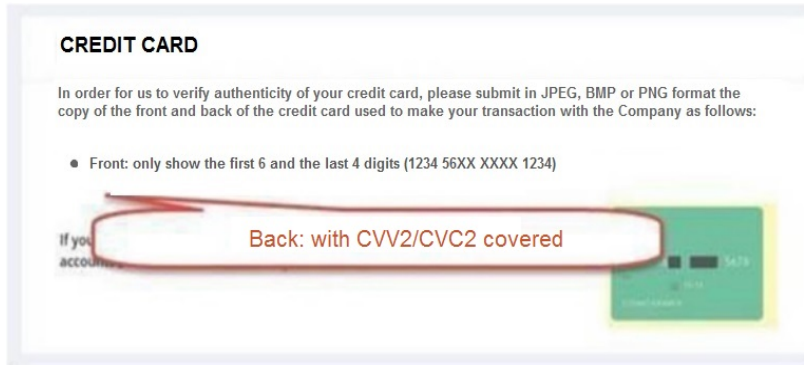 CREDIT CARD
In order for us to verify authenticity of your credit card, please submit in JPEG, BMP or PNG format the
copy of the front and back of the credit card used to make your transaction with the Company as follows:
Front: only show the first 6 and the last 4 digits (1234 56XX XXXX 1234)
Back: with CVV2/CVC2 covered
If you